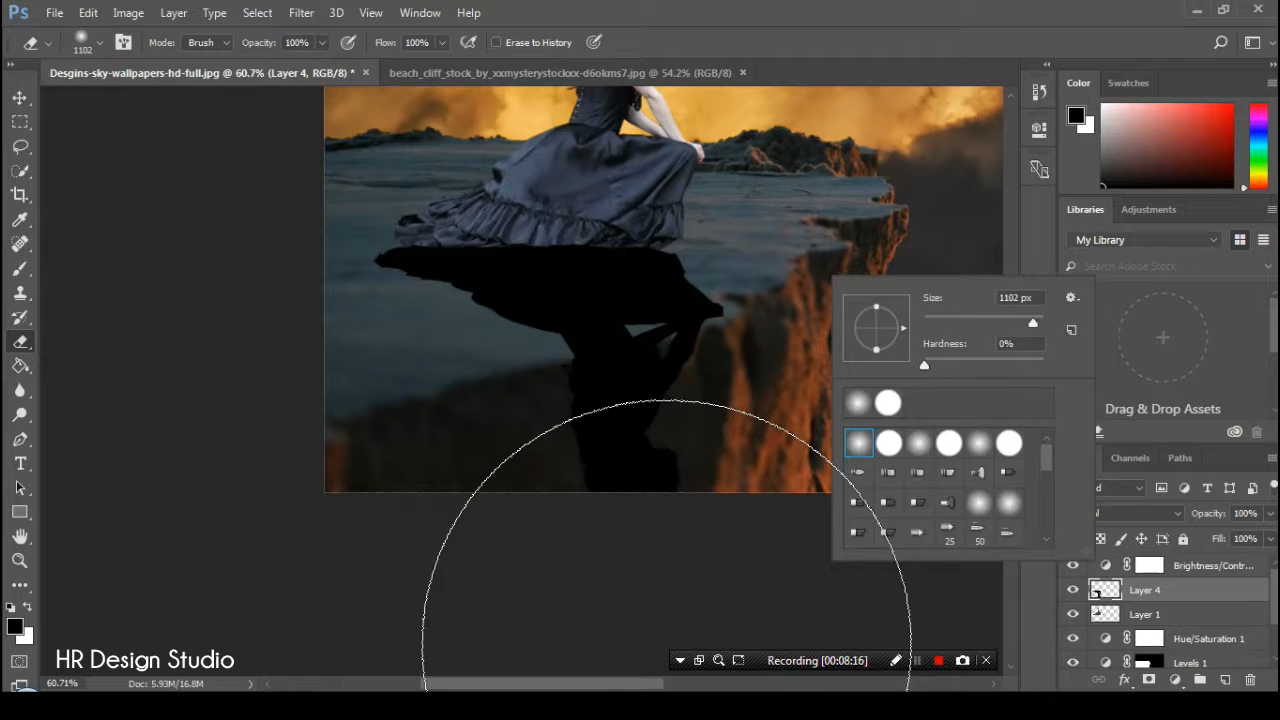 Ps File Edit Image Layer Type Select Filter 3D View Window Help
1102 Mode: Brush Opacity: 100% Flow: 100% Erase to History
Desgins-sky-wallpapers-hd-full.jpg @ 60.7% (Layer 4, RGB/8) * × beach_cliff_stock_by_xxmysterystockxx-d6okms7.jpg @ 54.2% (RGB/8) ×
Color Swatches
Libraries Adjustments
My Library
Search Adobe Stock
Size: 1102 px
Hardness: 0%
25 50
Drag & Drop Assets
Channels Paths
Opacity: 100%
Fill: 100%
Brightness/Contr...
Layer 4
Layer 1
Hue/Saturation 1
Levels 1
HR Design Studio
Recording [00:08:16]
60.71% Doc: 5.93M/16.8M